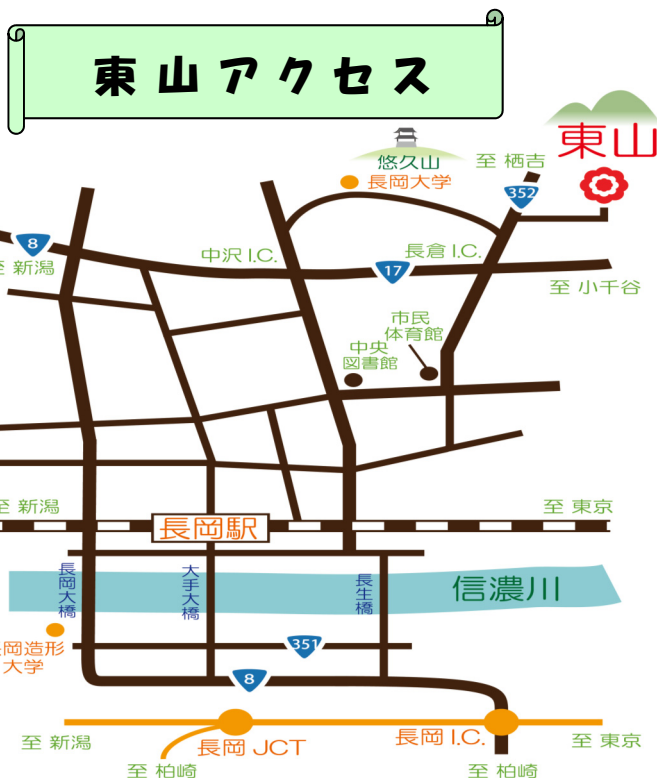 東山アクセス
東山
悠久山
長岡大学
至 栖吉
352
8
至 新潟
中沢 I.C.
長倉 I.C.
17
至 小千谷
市民
体育館
中央
図書館
至 新潟
長岡駅
至 東京
長岡大橋
大手大橋
長生橋
信濃川
長岡造形
大学
351
8
至 新潟
長岡 JCT
長岡 I.C.
至 東京
至 柏崎
至 柏崎